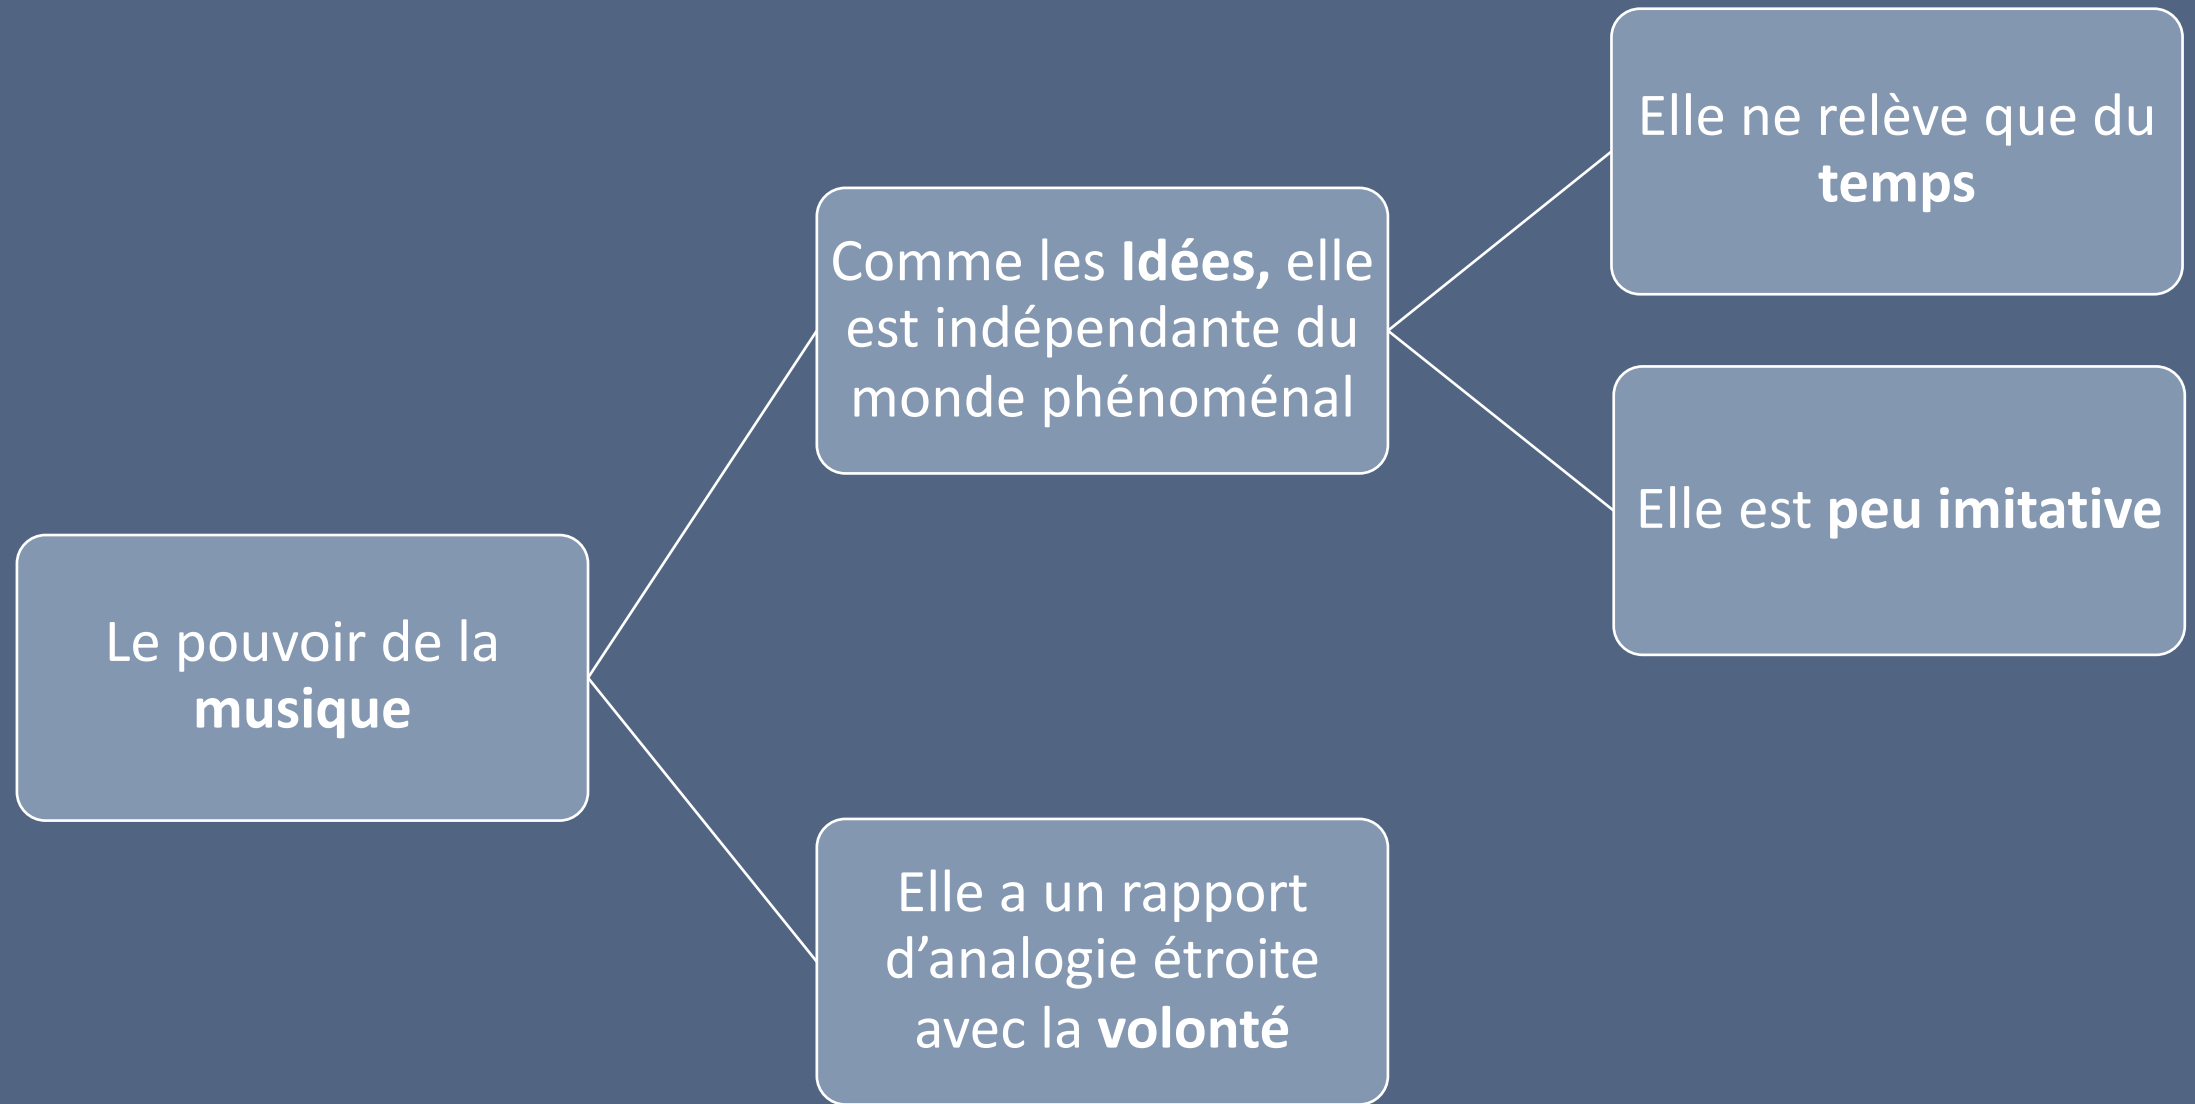 Le pouvoir de la
musique
Comme les Idées, elle
est indépendante du
monde phénoménal
Elle a un rapport
d’analogie étroite
avec la volonté
Elle ne relève que du
temps
Elle est peu imitative